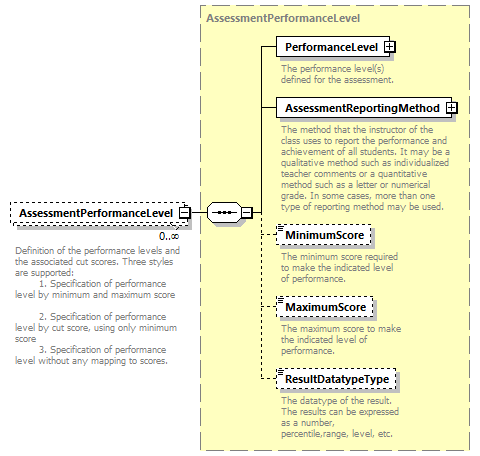 AssessmentPerformanceLevel
PerformanceLevel
The performance level(s)
defined for the assessment.
AssessmentReportingMethod
The method that the instructor of the
class uses to report the performance and
achievement of all students. It may be a
qualitative method such as individualized
teacher comments or a quantitative
method such as a letter or numerical
grade. In some cases, more than one
type of reporting method may be used.
AssessmentPerformanceLevel
0..∞
Definition of the performance levels and
the associated cut scores. Three styles
are supported:
1. Specification of performance
level by minimum and maximum score
2. Specification of performance
level by cut score, using only minimum
score
3. Specification of performance
level without any mapping to scores.
MinimumScore
The minimum score required
to make the indicated level
of performance.
MaximumScore
The maximum score to make
the indicated level of
performance.
ResultDatatypeType
The datatype of the result.
The results can be expressed
as a number,
percentile,range, level, etc.